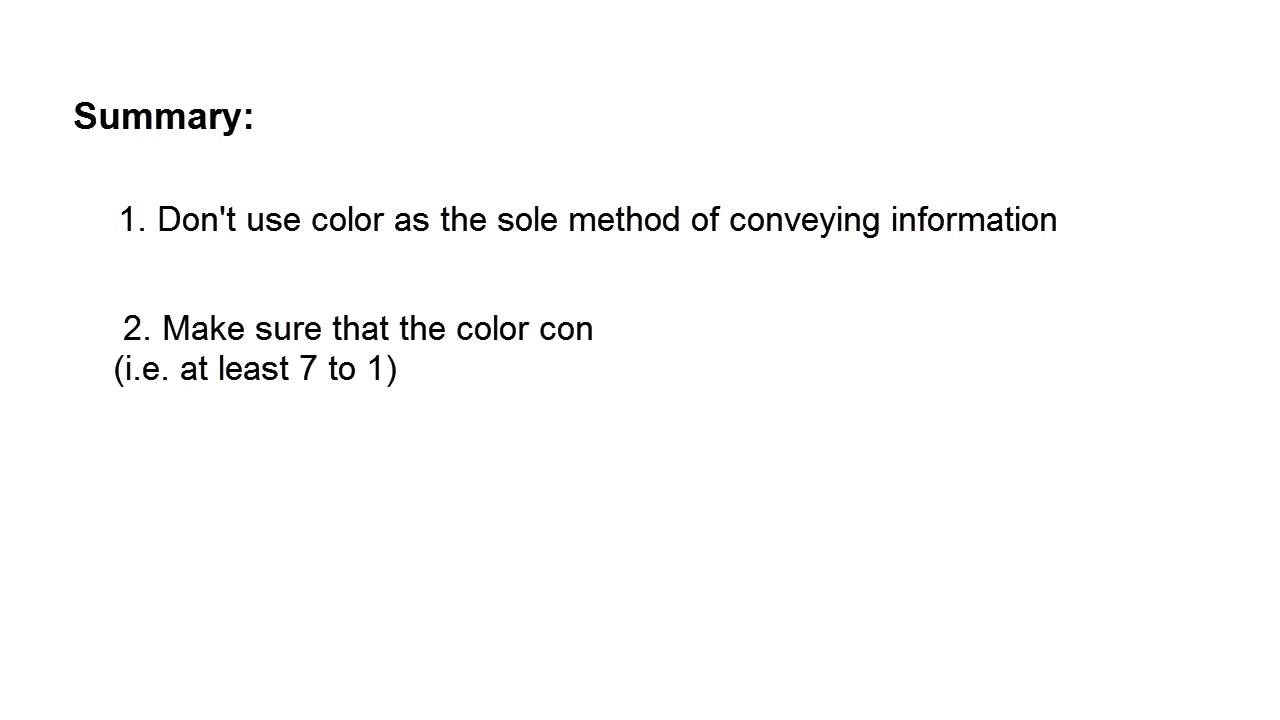 Summary:
1. Don't use color as the sole method of conveying information
2. Make sure that the color con
(i.e. at least 7 to 1)